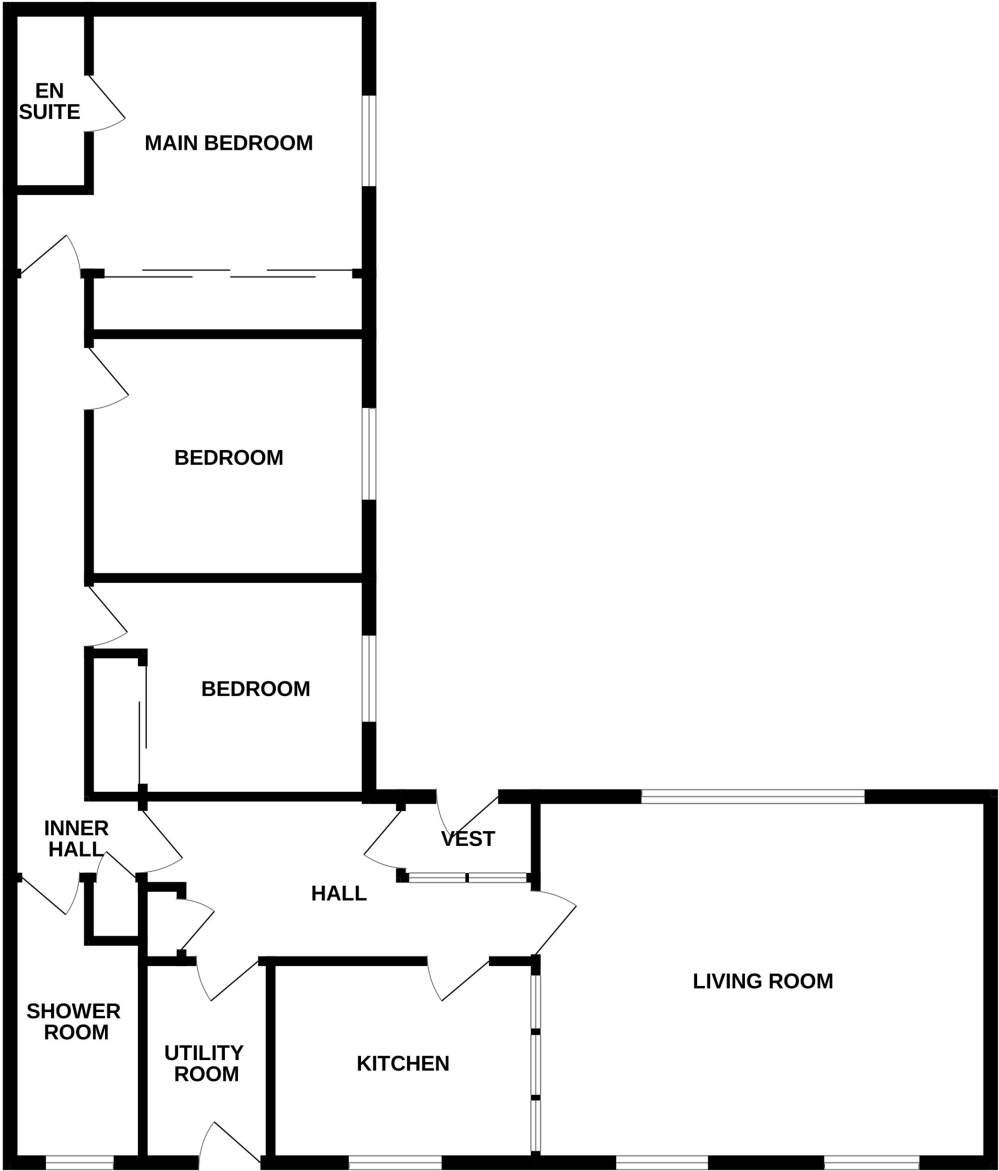 EN
SUITE
MAIN BEDROOM
BEDROOM
BEDROOM
INNER
HALL
VEST
HALL
LIVING ROOM
SHOWER
ROOM
UTILITY
ROOM
KITCHEN